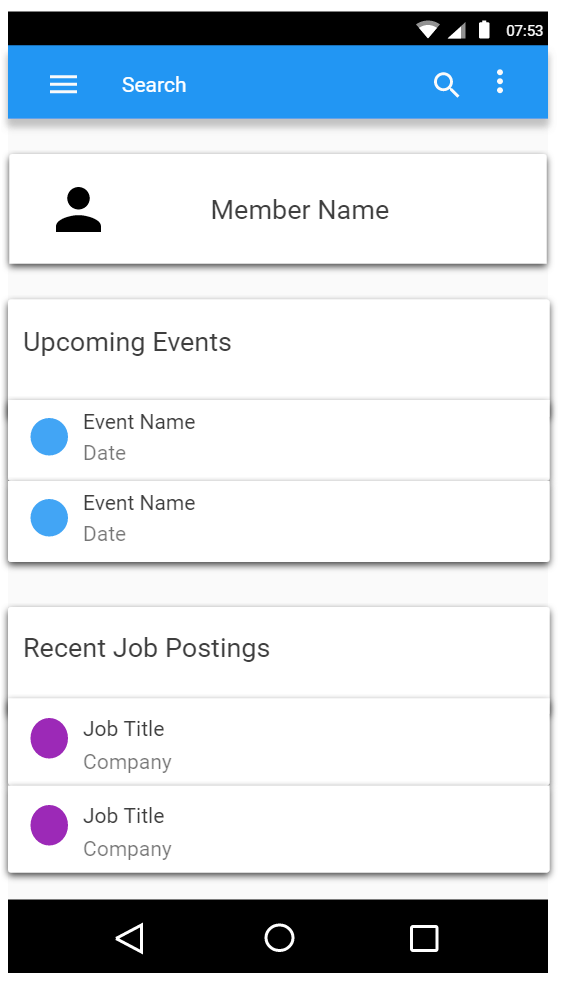 07:53
Search
Member Name
Upcoming Events
Event Name
Date
Event Name
Date
Recent Job Postings
Job Title
Company
Job Title
Company